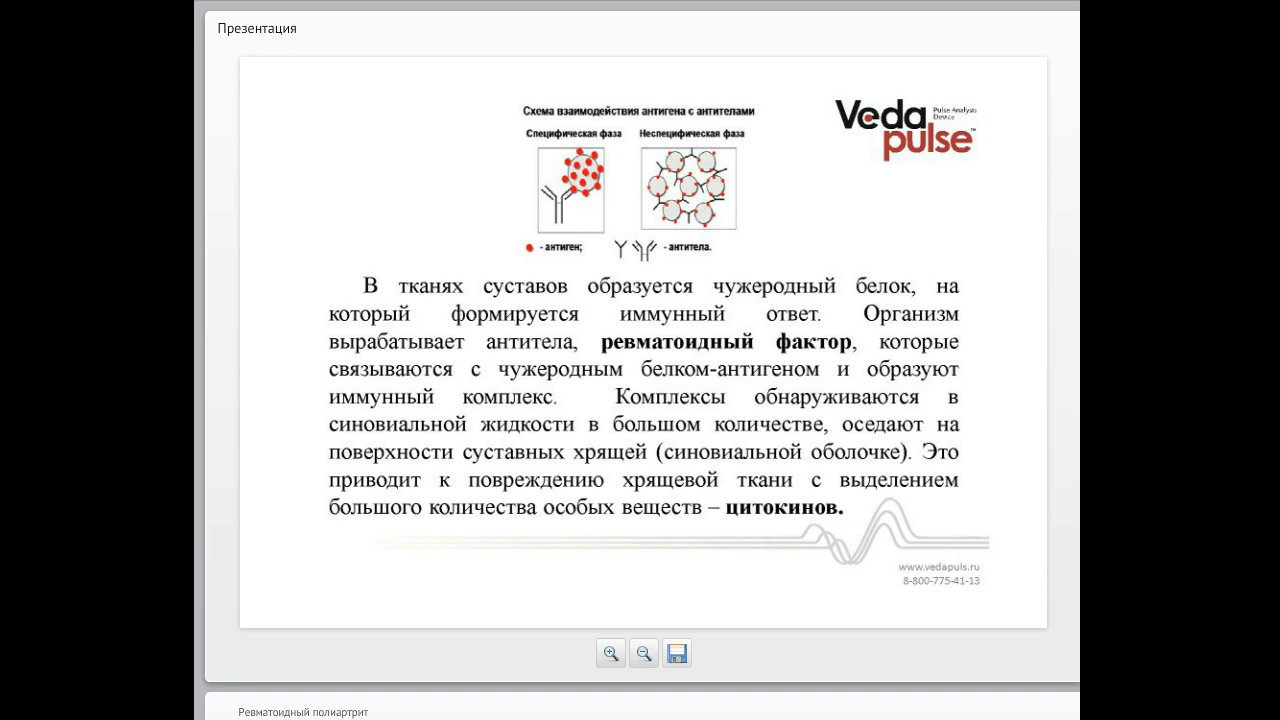 Презентация
Схема взаимодействия антигена с антителами
Специфическая фаза Неспецифическая фаза
Veda Pulse Analysis
Device
pulse™
- антиген; - антитела.
В тканях суставов образуется чужеродный белок, на
который формируется иммунный ответ. Организм
вырабатывает антитела, ревматоидный фактор, которые
связываются с чужеродным белком-антигеном и образуют
иммунный комплекс. Комплексы обнаруживаются в
синовиальной жидкости в большом количестве, оседают на
поверхности суставных хрящей (синовиальной оболочке). Это
приводит к повреждению хрящевой ткани с выделением
большого количества особых веществ – цитокинов.
www.vedapuls.ru
8-800-775-41-13
Ревматоидный полиартрит